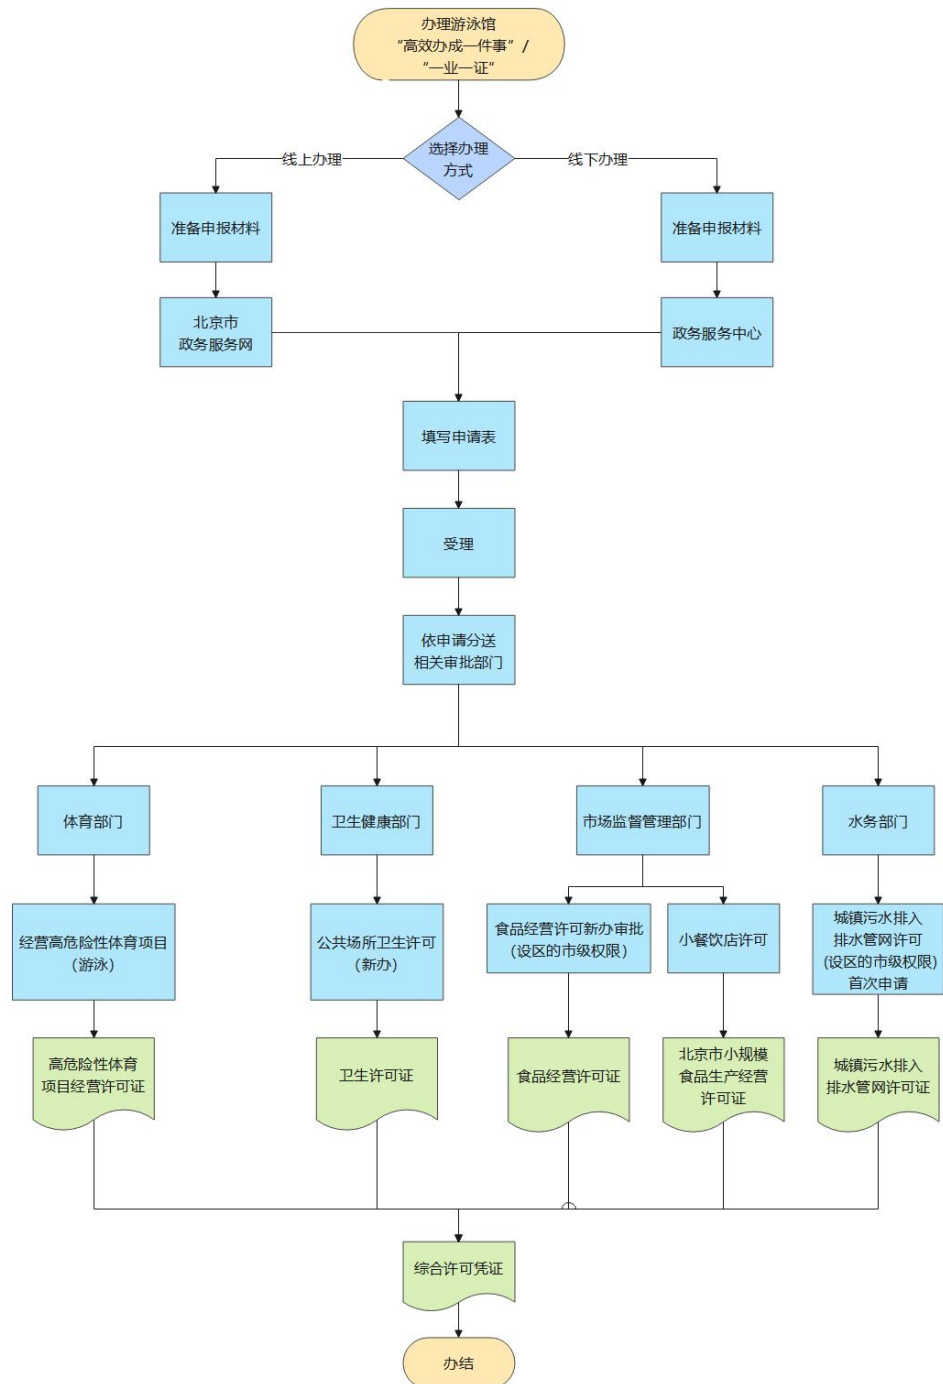 办理游泳馆
“高效办成一件事” /
“一业一证”
选择办理
方式
线上办理
线下办理
准备申报材料
准备申报材料
北京市
政务服务网
政务服务中心
填写申请表
受理
依申请分送
相关审批部门
体育部门
卫生健康部门
市场监督管理部门
水务部门
经营高危险性体育项目
（游泳）
公共场所卫生许可
（新办）
食品经营许可新办审批
（设区的市级权限）
小餐饮店许可
城镇污水排入
排水管网许可
(设区的市级权限)
首次申请
高危险性体育
项目经营许可证
卫生许可证
食品经营许可证
北京市小规模
食品生产经营
许可证
城镇污水排入
排水管网许可证
综合许可凭证
办结